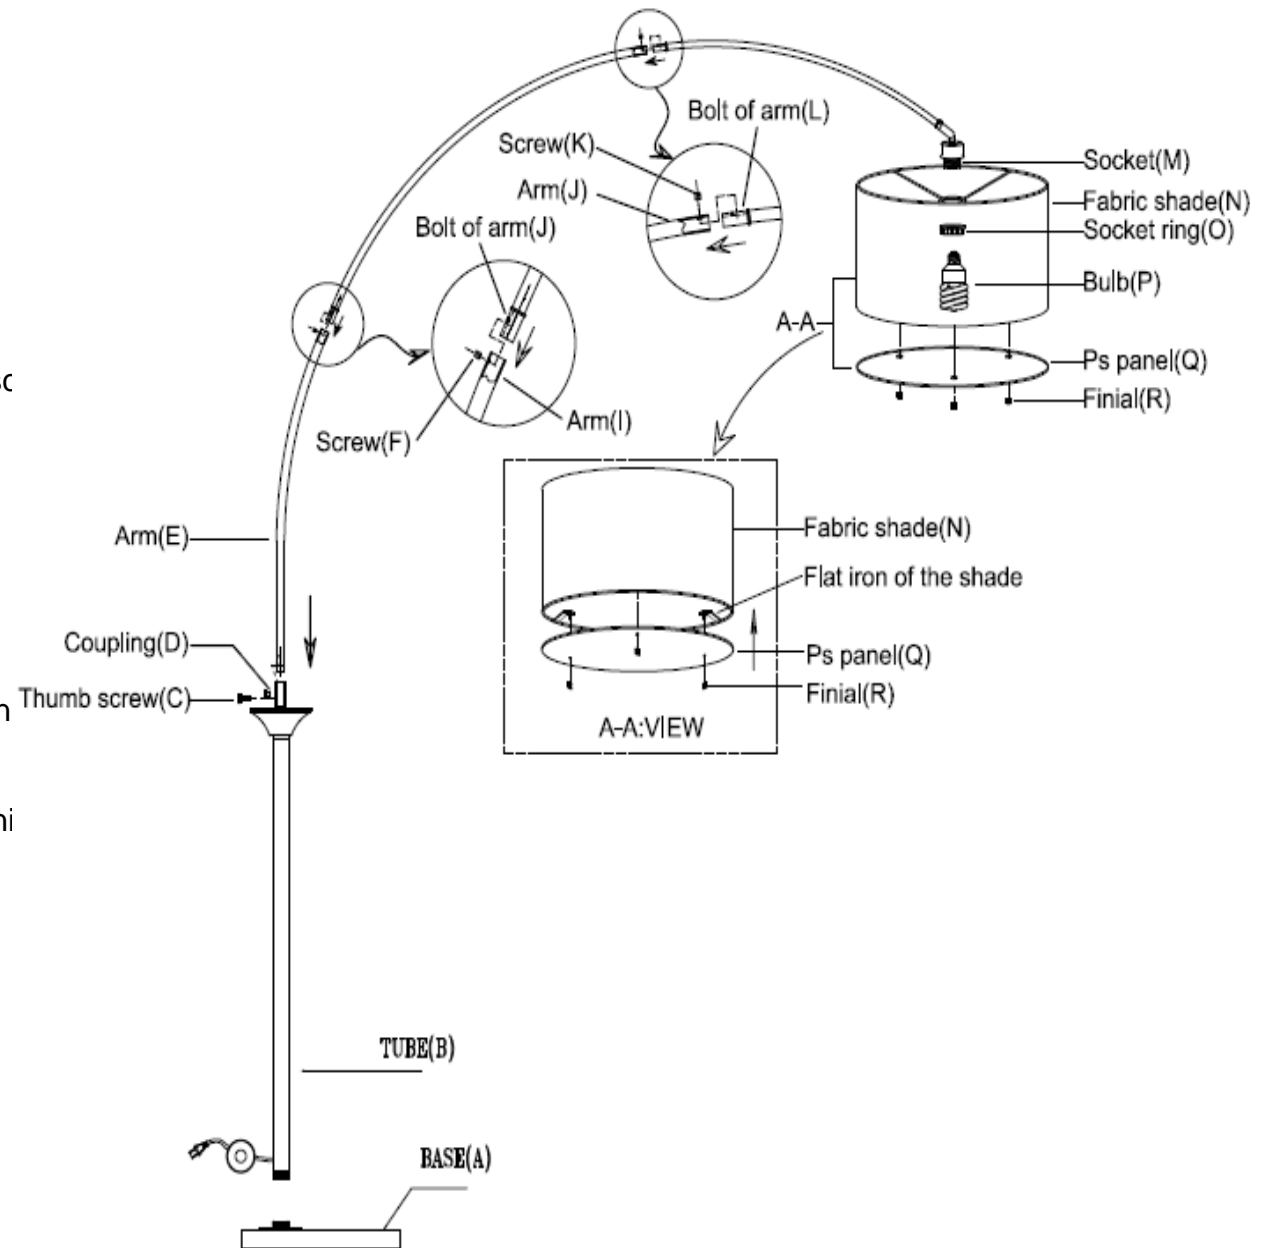 Bolt of arm(L)
Screw(K)
Arm(J)
Bolt of arm(J)
Socket(M)
Fabric shade(N)
Socket ring(O)
Bulb(P)
A-A
Ps panel(Q)
Finial(R)
Arm(I)
Screw(F)
Arm(E)
Fabric shade(N)
Flat iron of the shade
Coupling(D)
Ps panel(Q)
Thumb screw(C)
Finial(R)
A-A:VIEW
TUBE(B)
BASE(A)